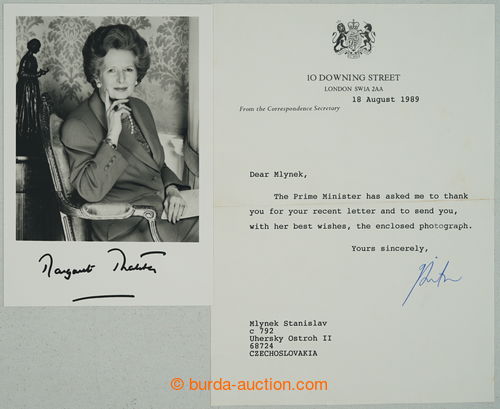 Margaret Thatcher
10 DOWNING STREET
LONDON SW1A 2AA
18 August 1989
From the Correspondence Secretary
Dear Mlynek,
The Prime Minister has asked me to thank
you for your recent letter and to send you,
with her best wishes, the enclosed photograph.
Yours sincerely,
Mlynek Stanislav
c 792
Uhersky Ostroh II
68724
CZECHOSLOVAKIA
© burda-auction.com